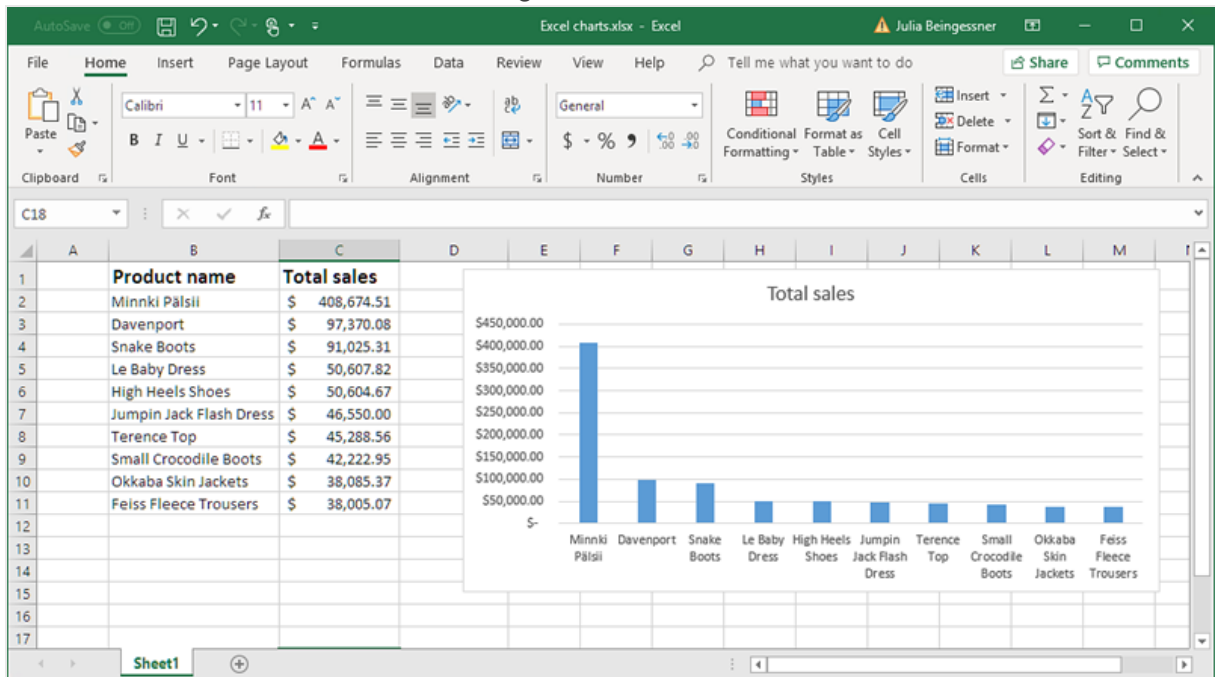 AutoSave Off Excel charts.xlsx - Excel Julia Beingessner
File Home Insert Page Layout Formulas Data Review View Help Tell me what you want to do Share Comments
Calibri 11 A^ A˅ ab General Insert Σ
Paste B I U A $ % , .00 Conditional Format as Cell Delete Sort & Find &
Formatting Table Styles Format Filter Select
Clipboard Font Alignment Number Styles Cells Editing
C18 fx
A B C D E F G H I J K L M
1 Product name Total sales
2 Minnki Pälsii $ 408,674.51
3 Davenport $ 97,370.08
4 Snake Boots $ 91,025.31
5 Le Baby Dress $ 50,607.82
6 High Heels Shoes $ 50,604.67
7 Jumpin Jack Flash Dress $ 46,550.00
8 Terence Top $ 45,288.56
9 Small Crocodile Boots $ 42,222.95
10 Okkaba Skin Jackets $ 38,085.37
11 Feiss Fleece Trousers $ 38,005.07
12
13
14
15
16
17
Total sales
$450,000.00
$400,000.00
$350,000.00
$300,000.00
$250,000.00
$200,000.00
$150,000.00
$100,000.00
$50,000.00
$-
Minnki Davenport Snake Le Baby High Heels Jumpin Terence Small Okkaba Feiss
Pälsii Boots Dress Shoes Jack Flash Top Crocodile Skin Fleece
Dress Boots Jackets Trousers
Sheet1